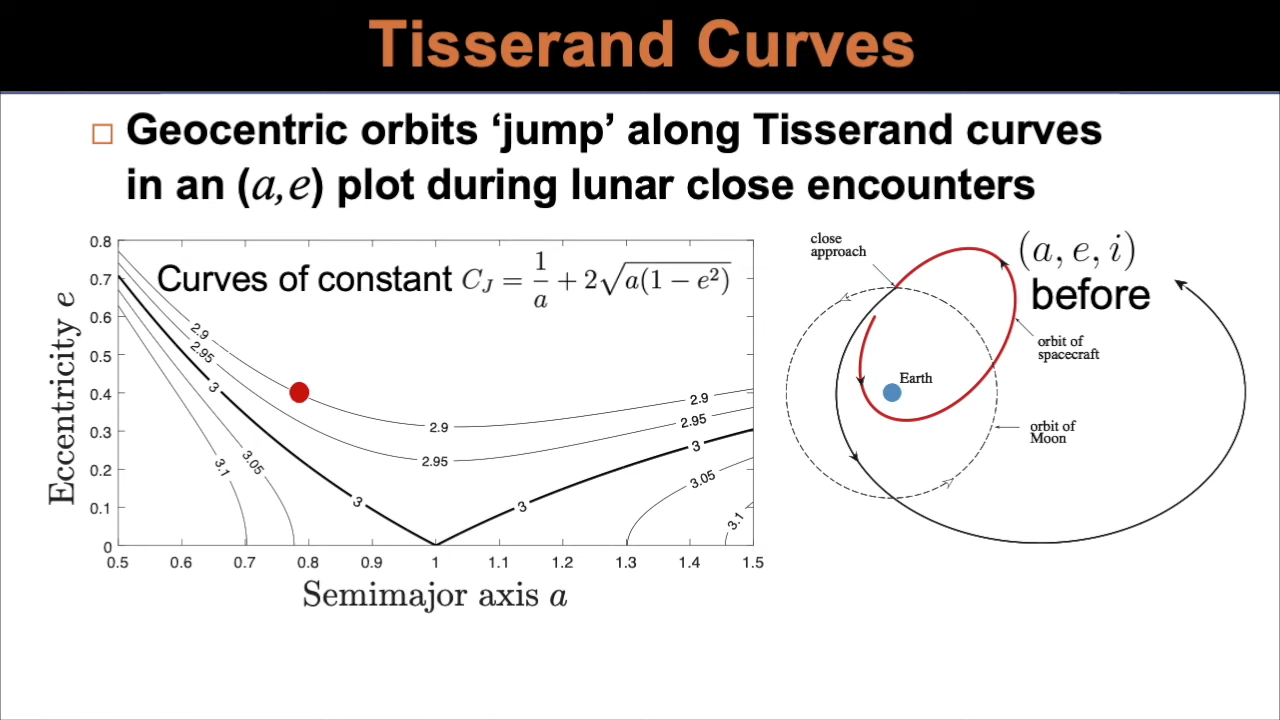 Tisserand Curves
Geocentric orbits ‘jump’ along Tisserand curves
in an (a,e) plot during lunar close encounters
Curves of constant C_J = 1/a + 2√(a(1 − e²))
Eccentricity e
0.8
0.7
0.6
0.5
0.4
0.3
0.2
0.1
0
2.9
2.95
3
3.05
3.1
3
2.9
2.95
3
2.9
2.95
3
3.05
3.1
0.5 0.6 0.7 0.8 0.9 1 1.1 1.2 1.3 1.4 1.5
Semimajor axis a
close
approach
(a, e, i)
before
orbit of
spacecraft
Earth
orbit of
Moon